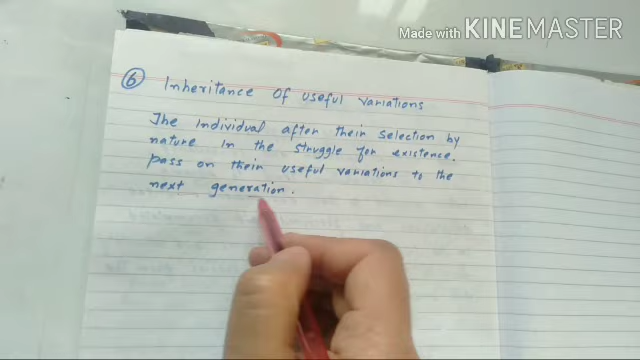 Made with KINEMASTER
6 Inheritance Of useful variations
The individual after their selection by
nature in the struggle for existence.
pass on their useful variations to the
next generation.